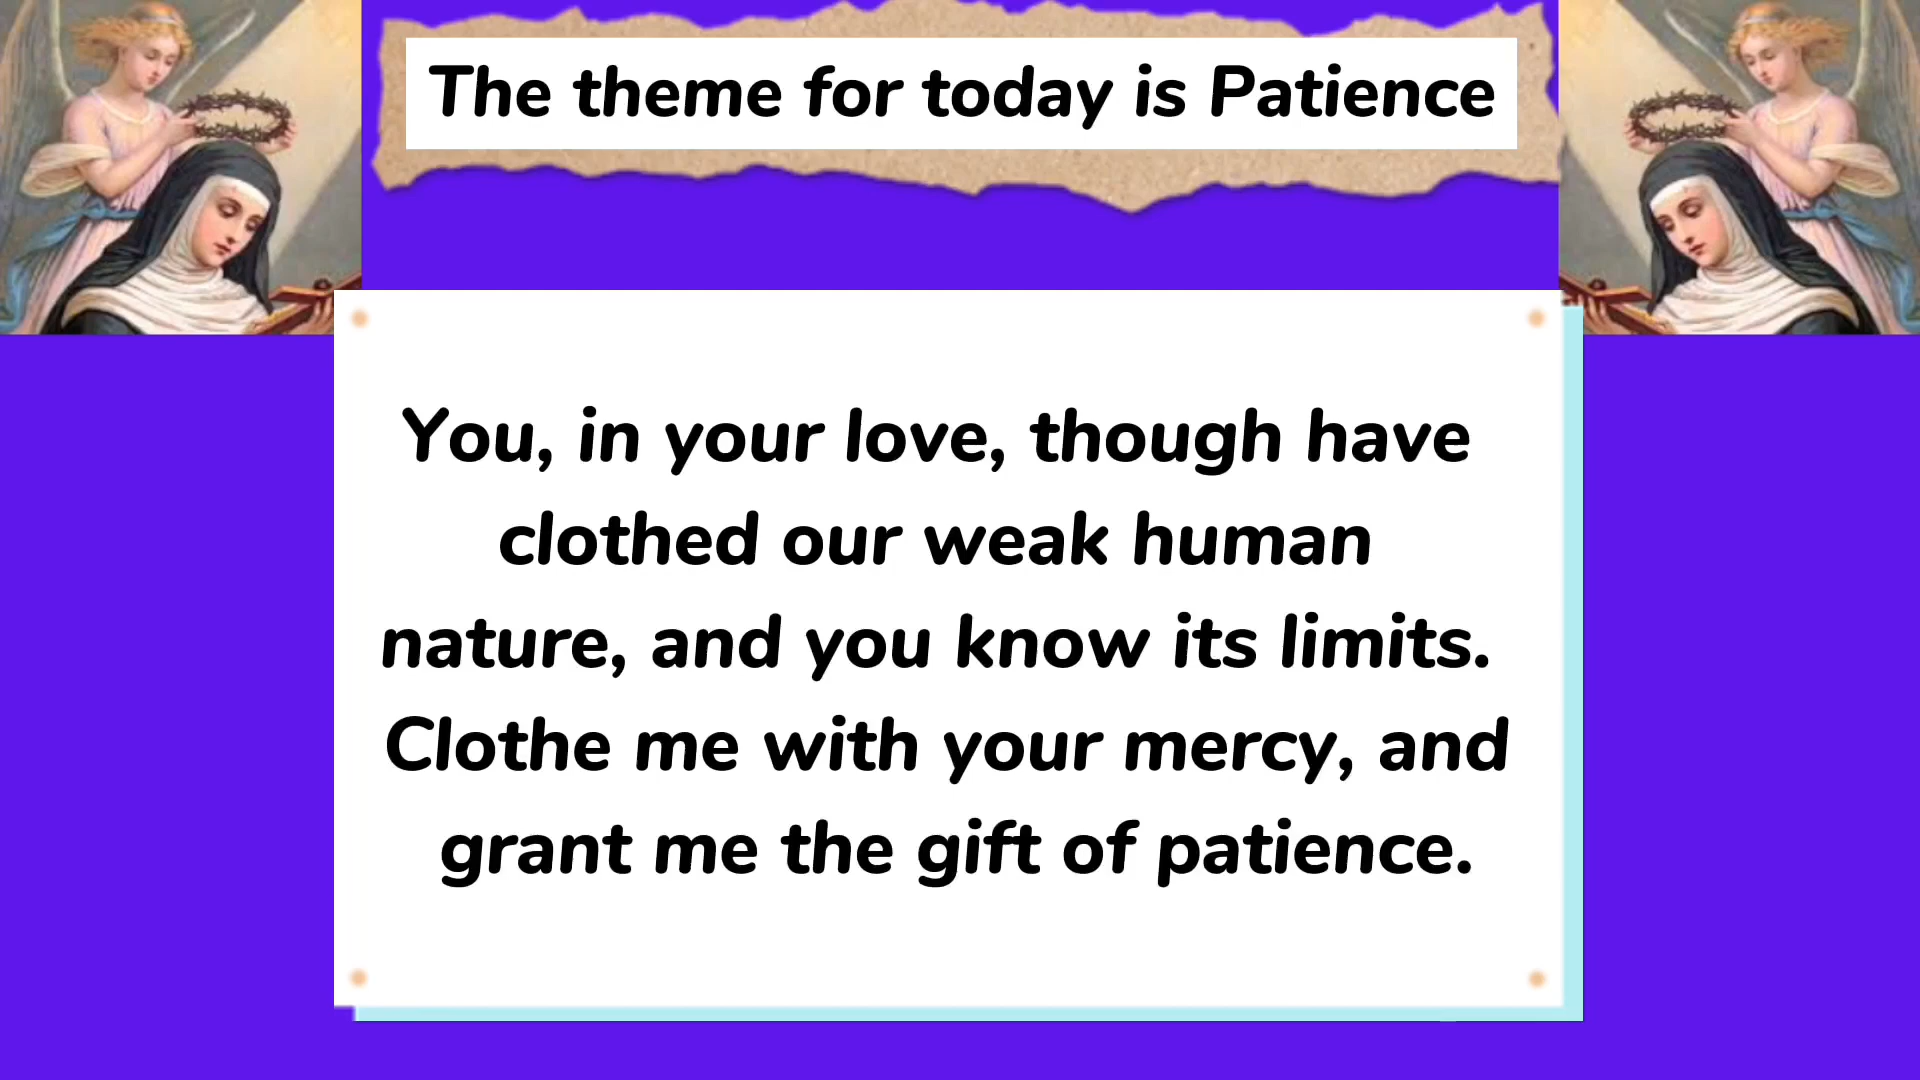 The theme for today is Patience
You, in your love, though have
clothed our weak human
nature, and you know its limits.
Clothe me with your mercy, and
grant me the gift of patience.